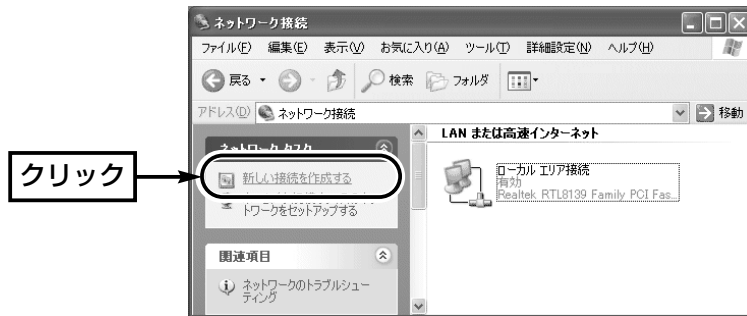 ネットワーク接続
ファイル(F) 編集(E) 表示(V) お気に入り(A) ツール(T) 詳細設定(N) ヘルプ(H)
戻る 検索 フォルダ
アドレス(D) ネットワーク接続 移動
ネットワーク タスク
クリック
新しい接続を作成する
トワークをセットアップする
関連項目
ネットワークのトラブルシュー
ティング
LAN または高速インターネット
ローカル エリア接続
有効
Realtek RTL8139 Family PCI Fas...